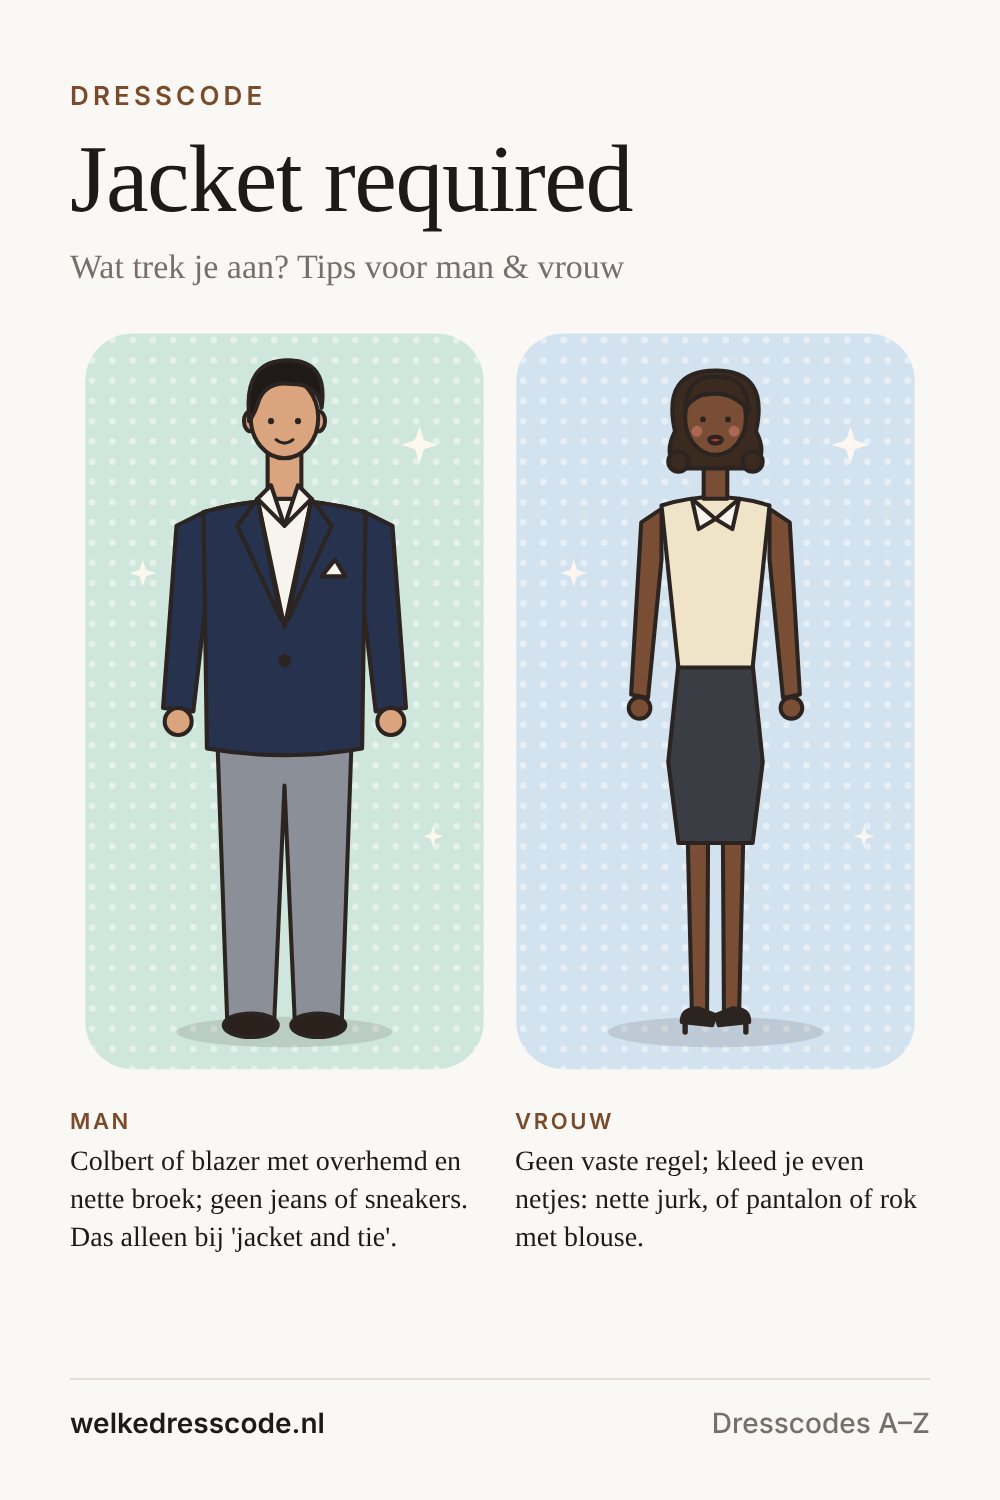 DRESSCODE
Jacket required
Wat trek je aan? Tips voor man & vrouw
MAN
Colbert of blazer met overhemd en
nette broek; geen jeans of sneakers.
Das alleen bij 'jacket and tie'.
VROUW
Geen vaste regel; kleed je even
netjes: nette jurk, of pantalon of rok
met blouse.
welkedresscode.nl
Dresscodes A–Z